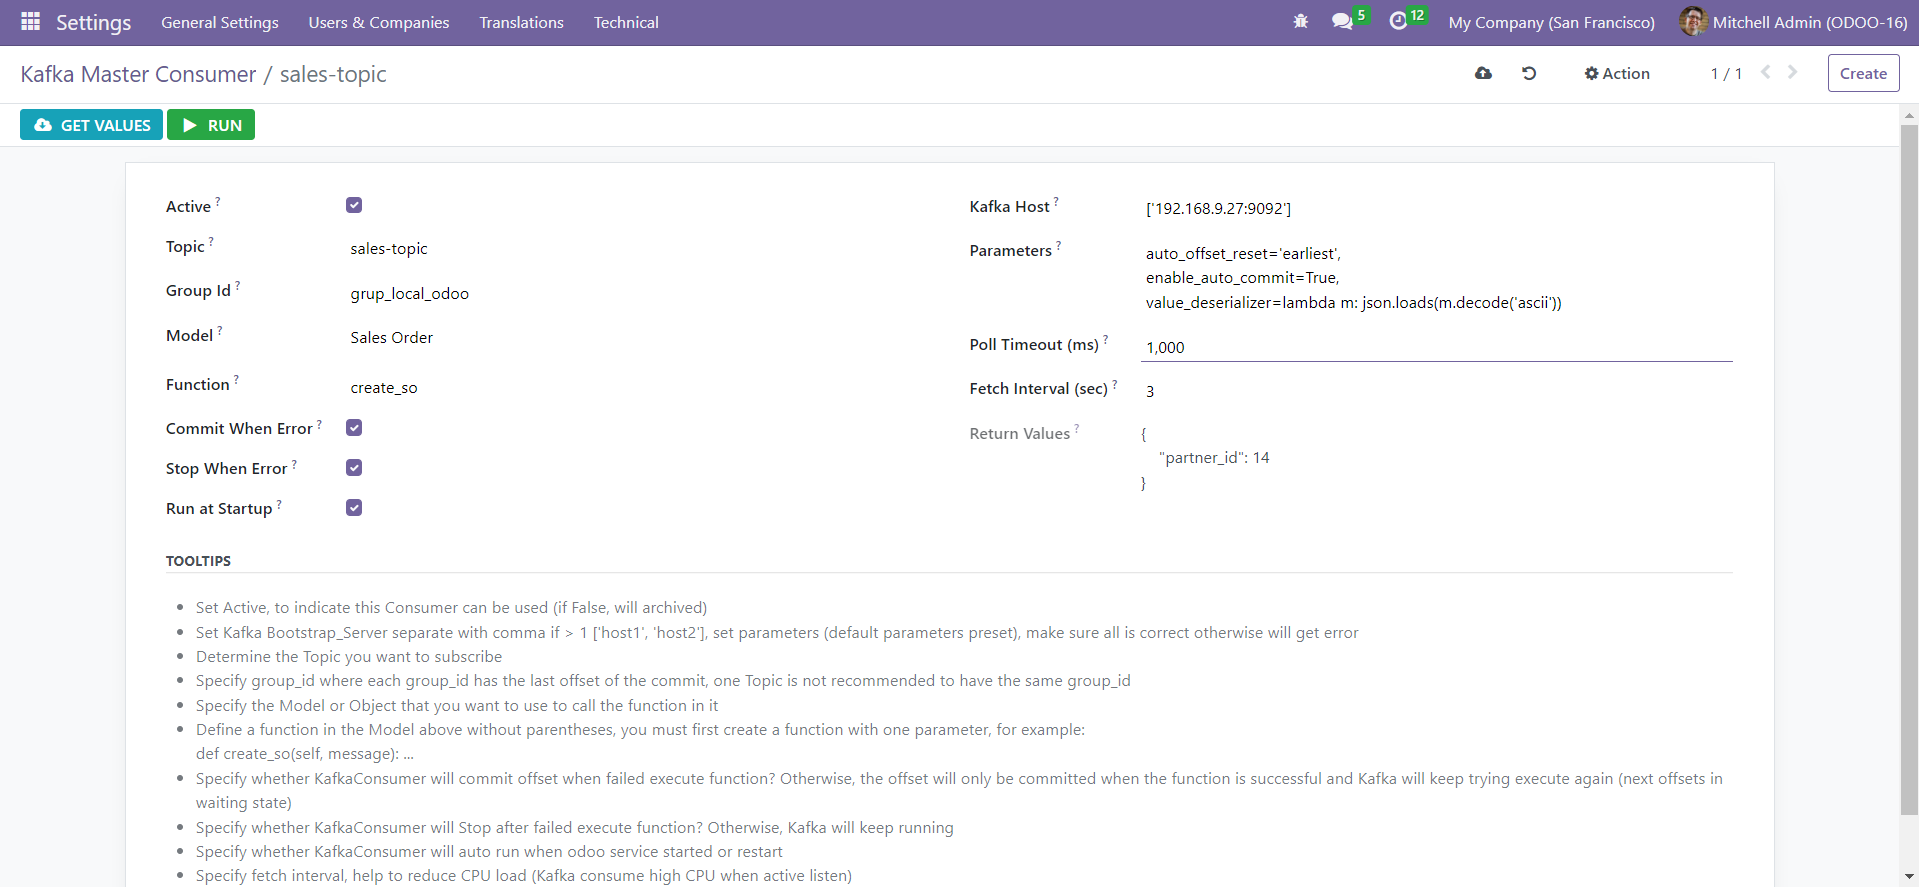 Settings General Settings Users & Companies Translations Technical 5 12 My Company (San Francisco) Mitchell Admin (ODOO-16)
Kafka Master Consumer / sales-topic Action 1 / 1 Create
GET VALUES RUN
Active ?
Topic ? sales-topic
Group Id ? grup_local_odoo
Model ? Sales Order
Function ? create_so
Commit When Error ?
Stop When Error ?
Run at Startup ?
Kafka Host ? ['192.168.9.27:9092']
Parameters ? auto_offset_reset='earliest',
enable_auto_commit=True,
value_deserializer=lambda m: json.loads(m.decode('ascii'))
Poll Timeout (ms) ? 1,000
Fetch Interval (sec) ? 3
Return Values ? {
"partner_id": 14
}
TOOLTIPS
• Set Active, to indicate this Consumer can be used (if False, will archived)
• Set Kafka Bootstrap_Server separate with comma if > 1 ['host1', 'host2'], set parameters (default parameters preset), make sure all is correct otherwise will get error
• Determine the Topic you want to subscribe
• Specify group_id where each group_id has the last offset of the commit, one Topic is not recommended to have the same group_id
• Specify the Model or Object that you want to use to call the function in it
• Define a function in the Model above without parentheses, you must first create a function with one parameter, for example:
def create_so(self, message): ...
• Specify whether KafkaConsumer will commit offset when failed execute function? Otherwise, the offset will only be committed when the function is successful and Kafka will keep trying execute again (next offsets in
waiting state)
• Specify whether KafkaConsumer will Stop after failed execute function? Otherwise, Kafka will keep running
• Specify whether KafkaConsumer will auto run when odoo service started or restart
• Specify fetch interval, help to reduce CPU load (Kafka consume high CPU when active listen)